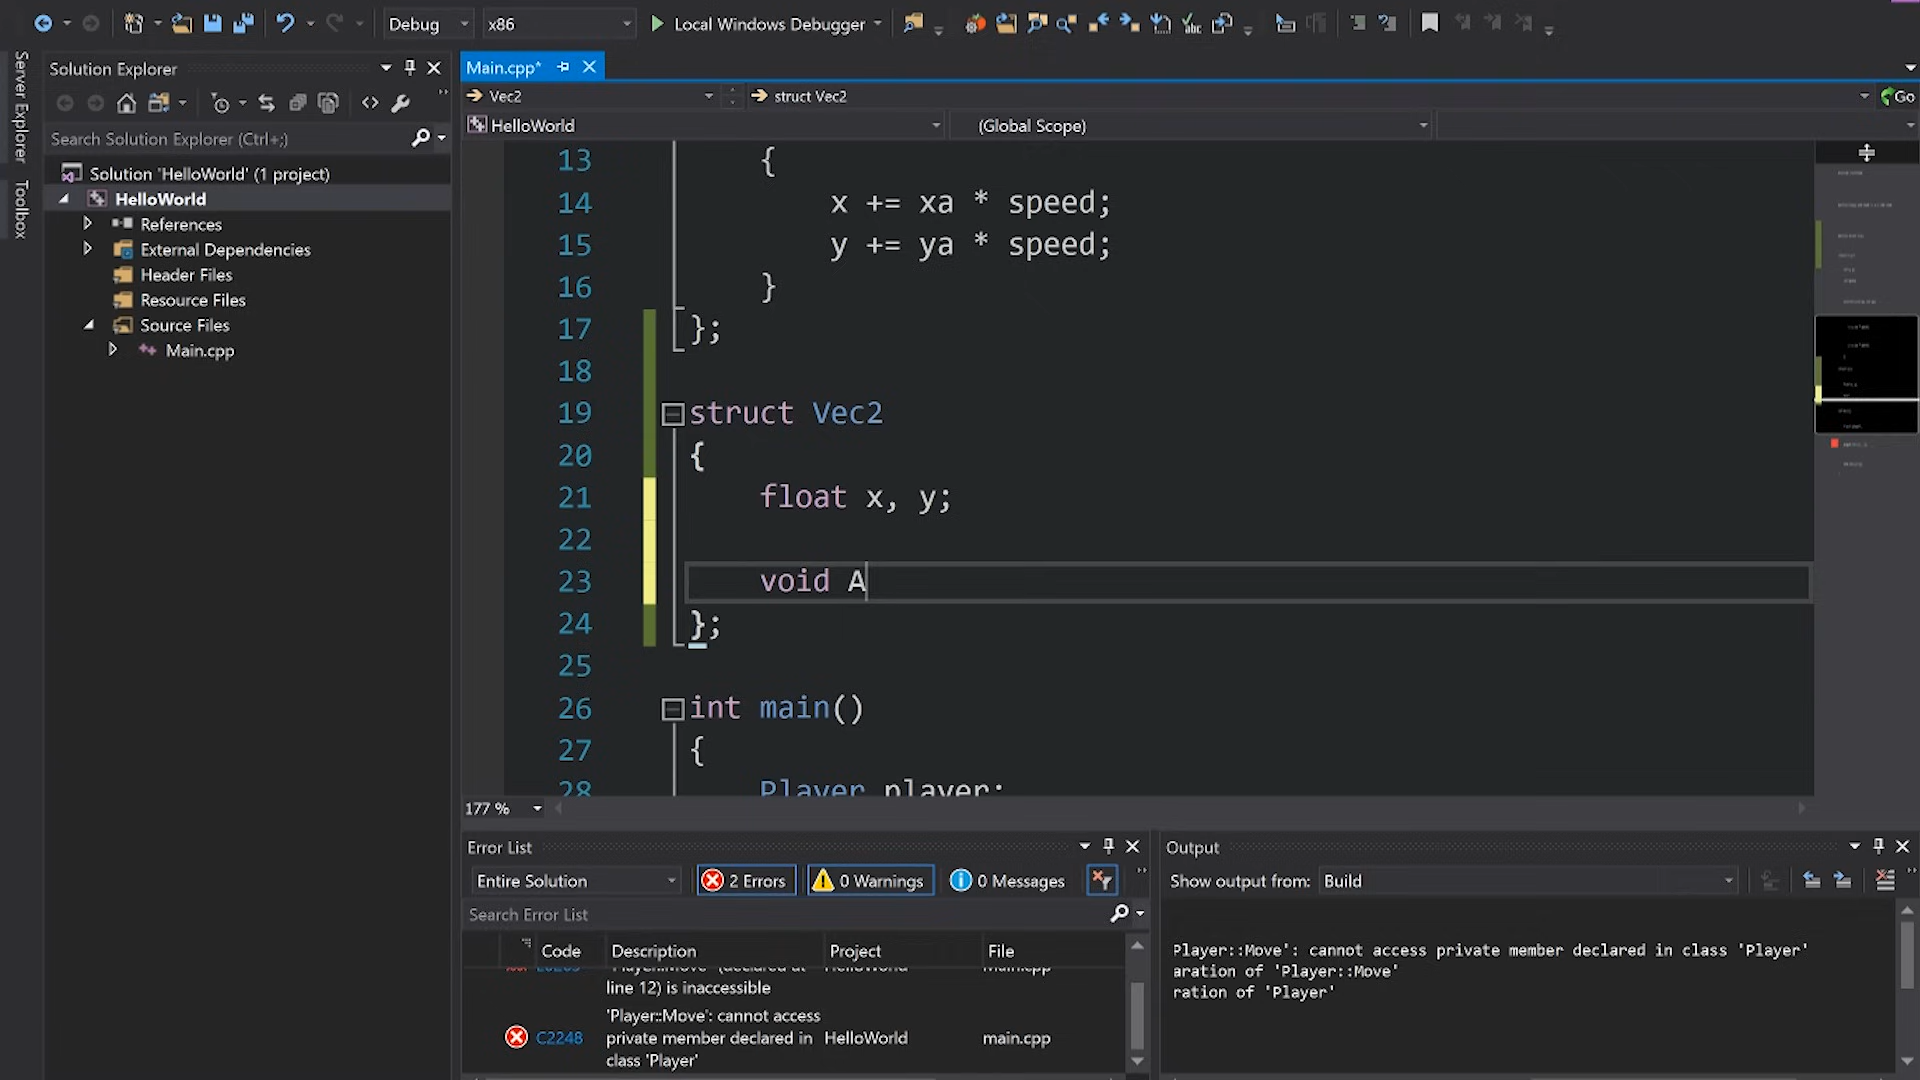 Debug
x86
Local Windows Debugger
Server Explorer
Toolbox
Solution Explorer
Search Solution Explorer (Ctrl+;)
Solution 'HelloWorld' (1 project)
HelloWorld
References
External Dependencies
Header Files
Resource Files
Source Files
Main.cpp
Main.cpp*
Vec2
struct Vec2
Go
HelloWorld
(Global Scope)
13 {
14 x += xa * speed;
15 y += ya * speed;
16 }
17 };
18
19 struct Vec2
20 {
21 float x, y;
22
23 void A
24 };
25
26 int main()
27 {
28 Player player;
177 %
Error List
Entire Solution
2 Errors
0 Warnings
0 Messages
Search Error List
Code Description Project File
line 12) is inaccessible
'Player::Move': cannot access
C2248 private member declared in HelloWorld main.cpp
class 'Player'
Output
Show output from: Build
Player::Move': cannot access private member declared in class 'Player'
aration of 'Player::Move'
ration of 'Player'